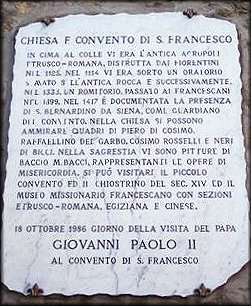 CHIESA E CONVENTO DI S. FRANCESCO
IN CIMA AL COLLE VI ERA L'ANTICA ACROPOLI
ETRUSCO-ROMANA, DISTRUTTA DAI FIORENTINI
NEL 1125. NEL 1114 VI ERA SORTO UN ORATORIO
S. MATO S. L'ANTICA ROCCA E SUCCESSIVAMENTE,
NEL 1333, UN ROMITORIO, PASSATO AI FRANCESCANI
NEL 1399. NEL 1417 È DOCUMENTATA LA PRESENZA
DI S. BERNARDINO DA SIENA, COME GUARDIANO
DEL CONVENTO. NELLA CHIESA SI POSSONO
AMMIRARE QUADRI DI PIERO DI COSIMO,
RAFFAELLINO DEL GARBO, COSIMO ROSSELLI E NERI
DI BICCI. NELLA SAGRESTIA VI SONO PITTURE DI
BACCIO M. BACCI, RAPPRESENTANTI LE OPERE DI
MISERICORDIA. SI PUÒ VISITARE IL PICCOLO
CONVENTO ED IL CHIOSTRINO DEL SEC. XIV ED IL
MUSEO MISSIONARIO FRANCESCANO CON SEZIONI
ETRUSCO-ROMANA, EGIZIANA E CINESE.
18 OTTOBRE 1986 GIORNO DELLA VISITA DEL PAPA
GIOVANNI PAOLO II
AL CONVENTO DI S. FRANCESCO